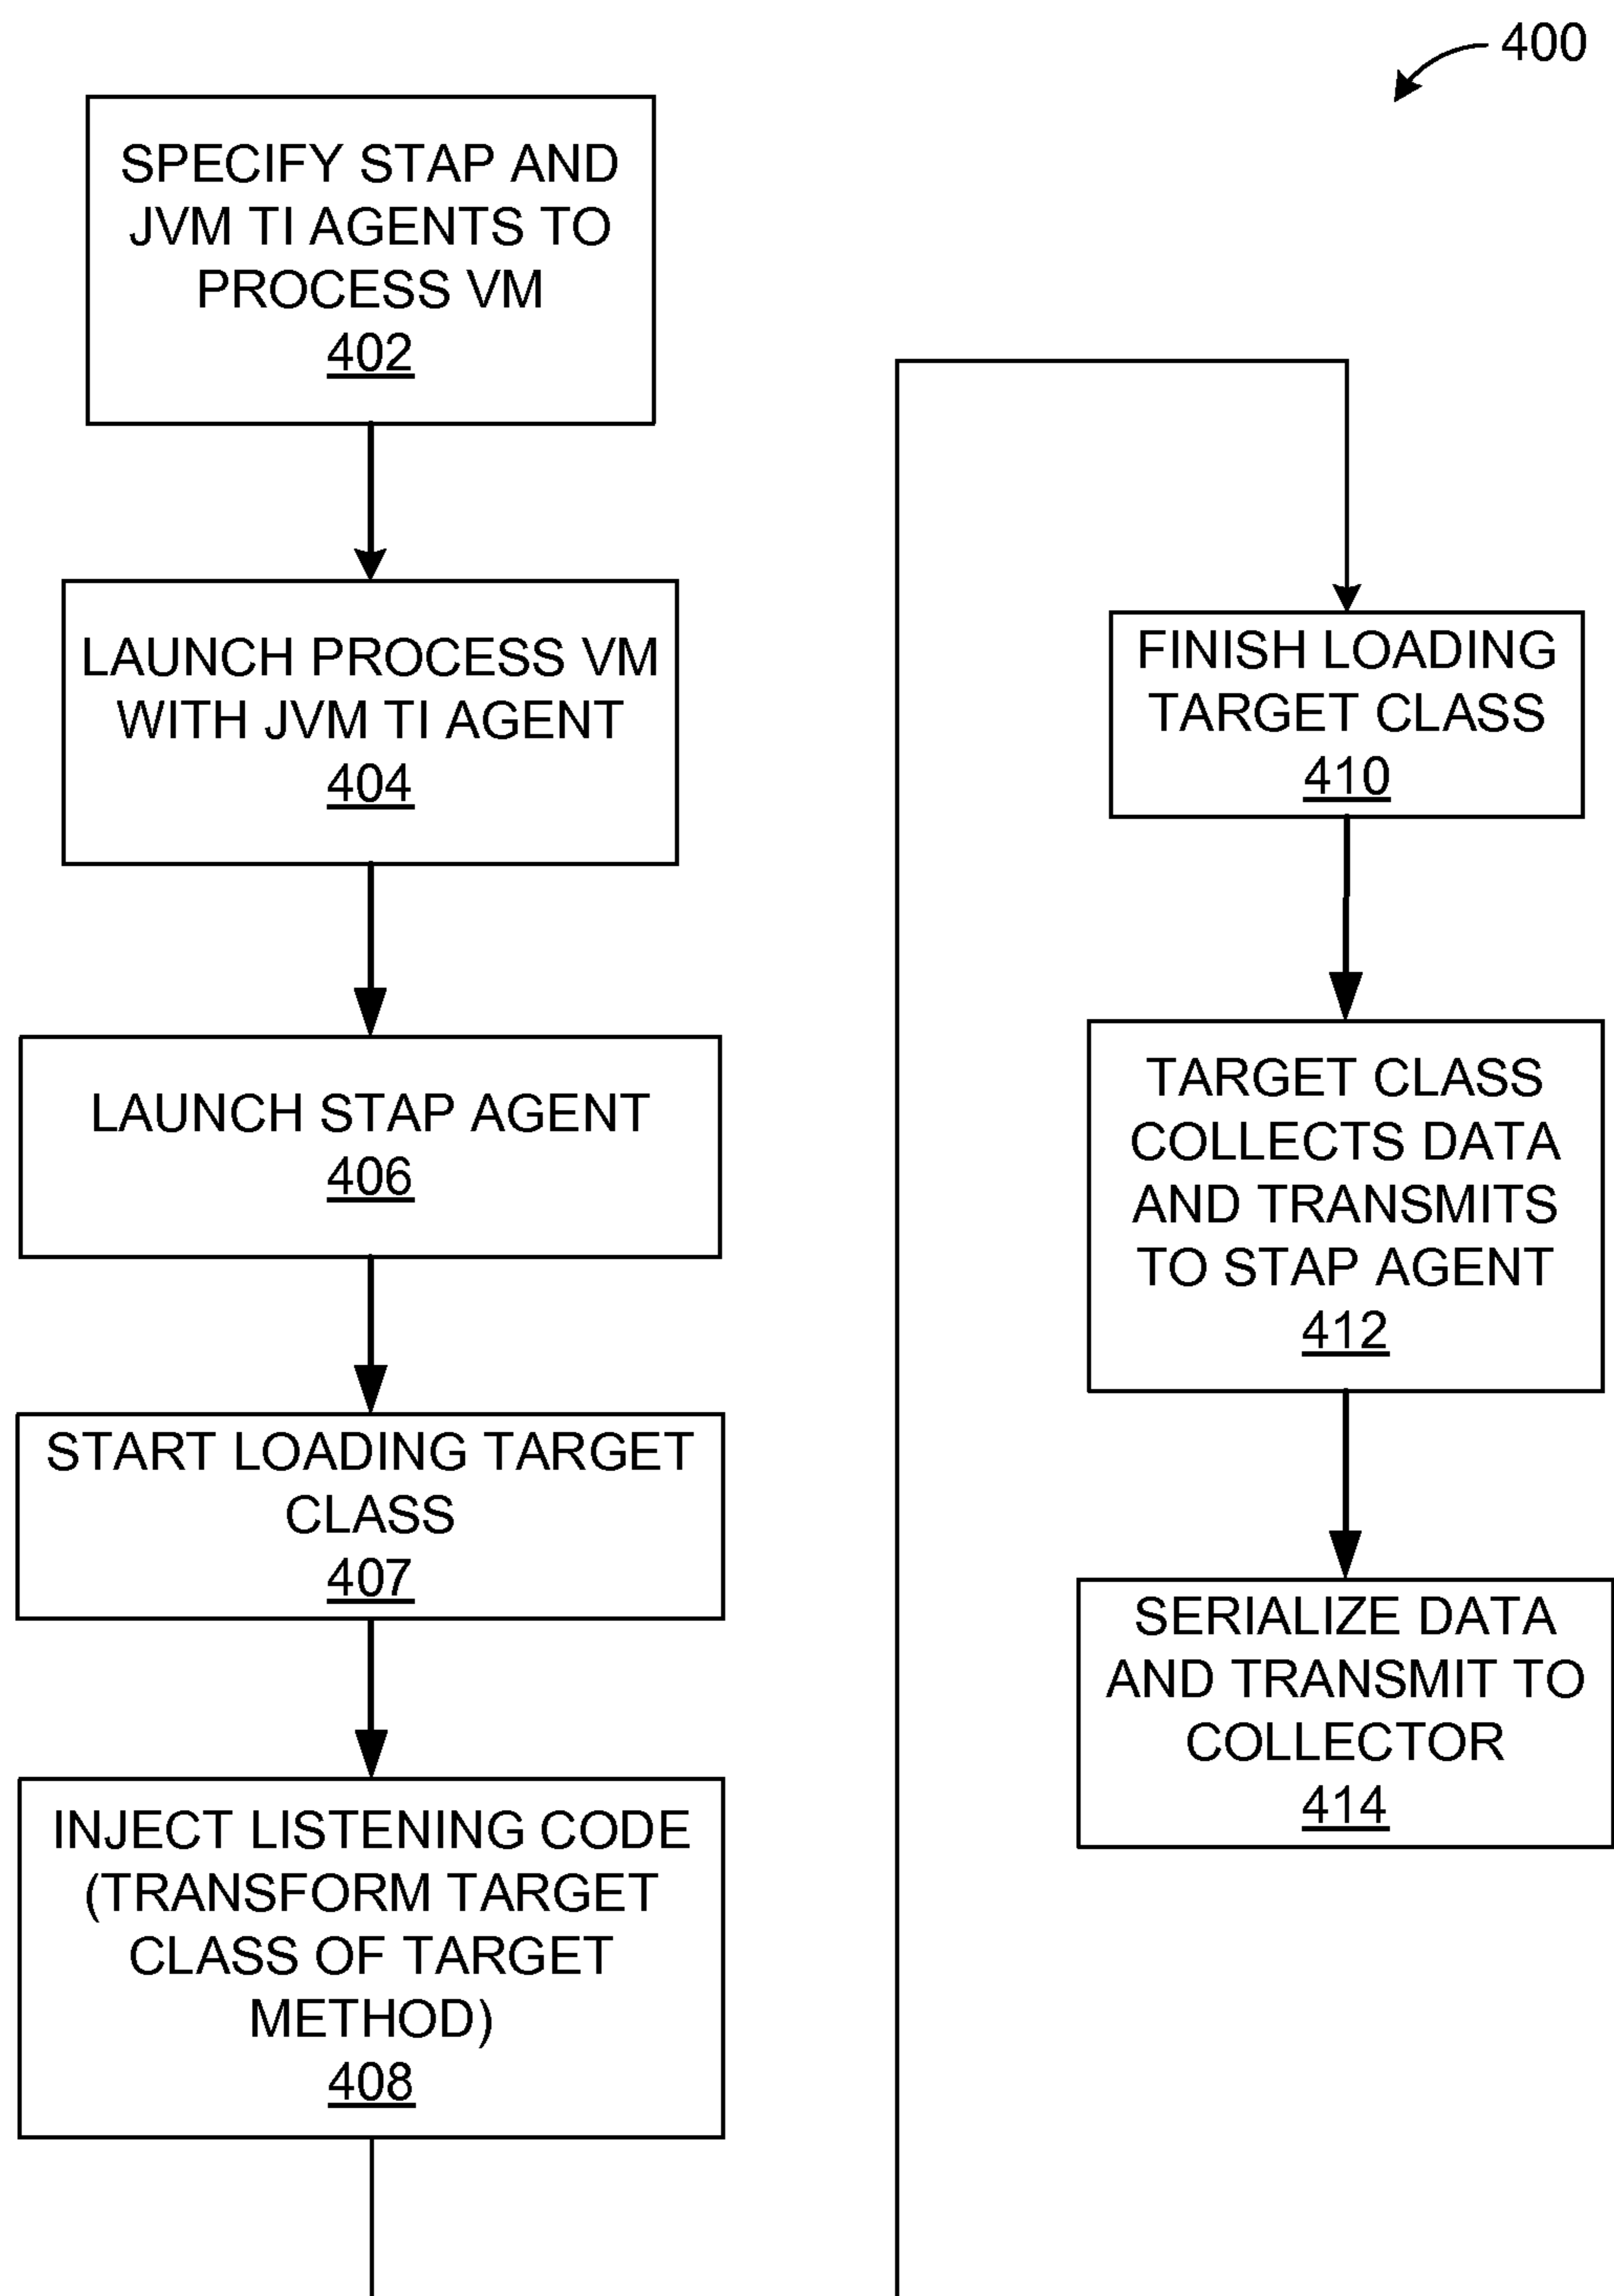 400
SPECIFY STAP AND
JVM TI AGENTS TO
PROCESS VM
402
LAUNCH PROCESS VM
WITH JVM TI AGENT
404
LAUNCH STAP AGENT
406
START LOADING TARGET
CLASS
407
INJECT LISTENING CODE
(TRANSFORM TARGET
CLASS OF TARGET
METHOD)
408
FINISH LOADING
TARGET CLASS
410
TARGET CLASS
COLLECTS DATA
AND TRANSMITS
TO STAP AGENT
412
SERIALIZE DATA
AND TRANSMIT TO
COLLECTOR
414